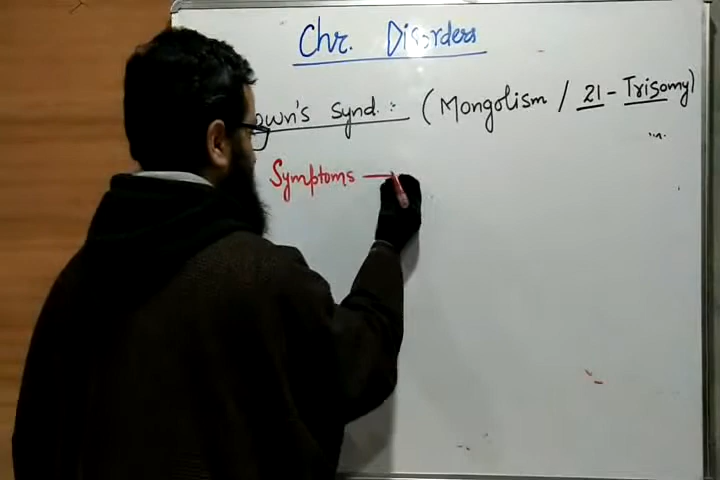 Chr. Disorders
own's Synd. :- (Mongolism / 21 - Trisomy)
Symptoms —